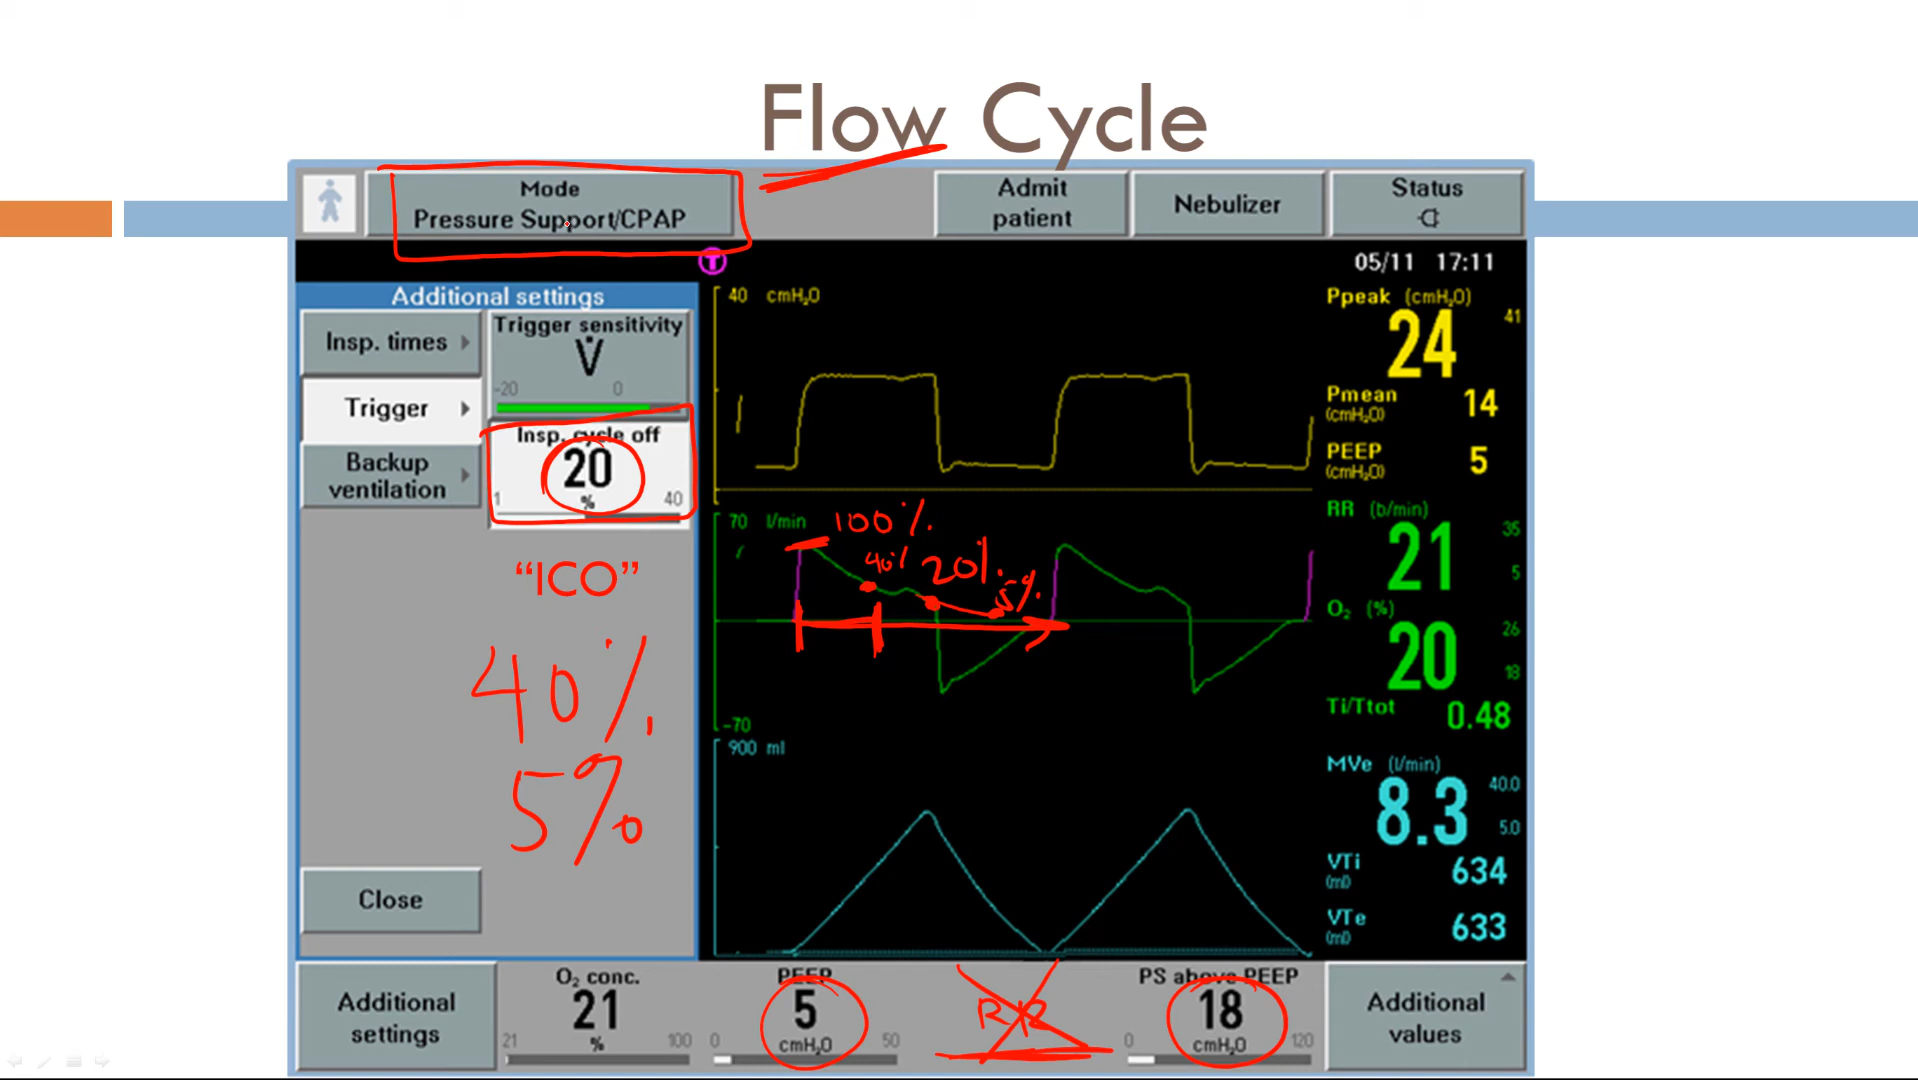 Flow Cycle
Mode
Pressure Support/CPAP
Admit
patient
Nebulizer
Status
T
05/11 17:11
Additional settings
Insp. times
Trigger sensitivity
V̇
-20 0
Trigger
Insp. cycle off
20
%
1 40
Backup
ventilation
"ICO"
40%
5%
Close
40 cmH₂O
70 l/min
100%
40%
20%
5%
-70
900 ml
Ppeak (cmH₂O)
41
24
Pmean
(cmH₂O)
14
PEEP
(cmH₂O)
5
RR (b/min)
35
21
5
O₂ (%)
26
20
18
Ti/Ttot
0.48
MVe (l/min)
40.0
8.3
5.0
VTi
(ml)
634
VTe
(ml)
633
Additional
settings
O₂ conc.
21
%
21 100
PEEP
5
cmH₂O
0 50
RR
PS above PEEP
18
cmH₂O
0 120
Additional
values